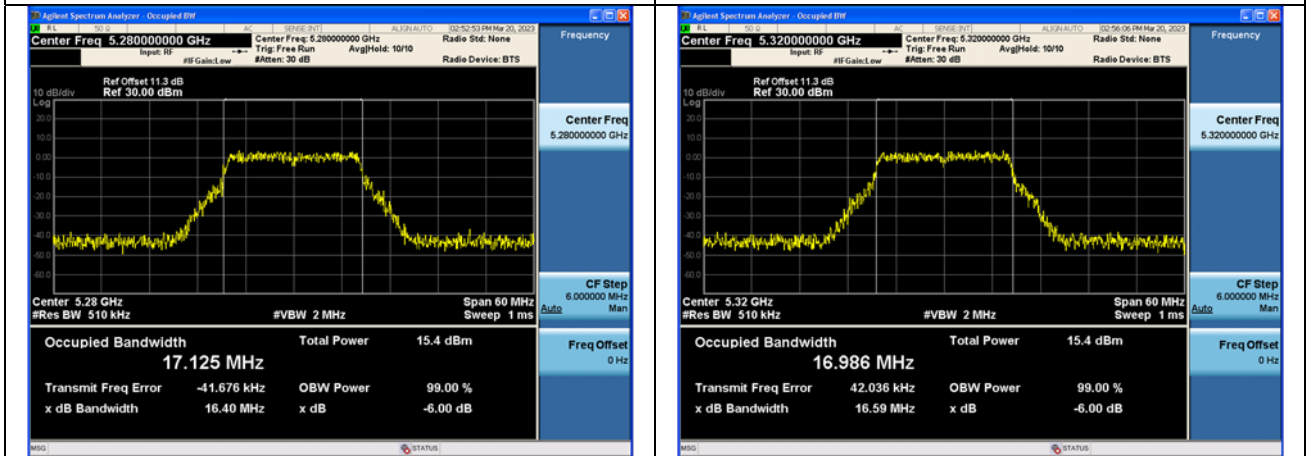 Agilent Spectrum Analyzer - Occupied BW
RL 50 Ω AC SENSE:INT ALIGNAUTO 02:52:53 PM Mar 20, 2023
Center Freq 5.280000000 GHz
Center Freq: 5.280000000 GHz
Radio Std: None
Input: RF
Trig: Free Run Avg|Hold: 10/10
#IFGain:Low
#Atten: 30 dB
Radio Device: BTS
Ref Offset 11.3 dB
10 dB/div Ref 30.00 dBm
Log
20.0
10.0
0.00
-10.0
-20.0
-30.0
-40.0
-50.0
-60.0
Center 5.28 GHz Span 60 MHz
#Res BW 510 kHz #VBW 2 MHz Sweep 1 ms
Occupied Bandwidth Total Power 15.4 dBm
17.125 MHz
Transmit Freq Error -41.676 kHz OBW Power 99.00 %
x dB Bandwidth 16.40 MHz x dB -6.00 dB
MSG STATUS
Frequency
Center Freq
5.280000000 GHz
CF Step
6.000000 MHz
Auto Man
Freq Offset
0 Hz
Agilent Spectrum Analyzer - Occupied BW
RL 50 Ω AC SENSE:INT ALIGNAUTO 02:56:06 PM Mar 20, 2023
Center Freq 5.320000000 GHz
Center Freq: 5.320000000 GHz
Radio Std: None
Input: RF
Trig: Free Run Avg|Hold: 10/10
#IFGain:Low
#Atten: 30 dB
Radio Device: BTS
Ref Offset 11.3 dB
10 dB/div Ref 30.00 dBm
Log
20.0
10.0
0.00
-10.0
-20.0
-30.0
-40.0
-50.0
-60.0
Center 5.32 GHz Span 60 MHz
#Res BW 510 kHz #VBW 2 MHz Sweep 1 ms
Occupied Bandwidth Total Power 15.4 dBm
16.986 MHz
Transmit Freq Error 42.036 kHz OBW Power 99.00 %
x dB Bandwidth 16.59 MHz x dB -6.00 dB
MSG STATUS
Frequency
Center Freq
5.320000000 GHz
CF Step
6.000000 MHz
Auto Man
Freq Offset
0 Hz